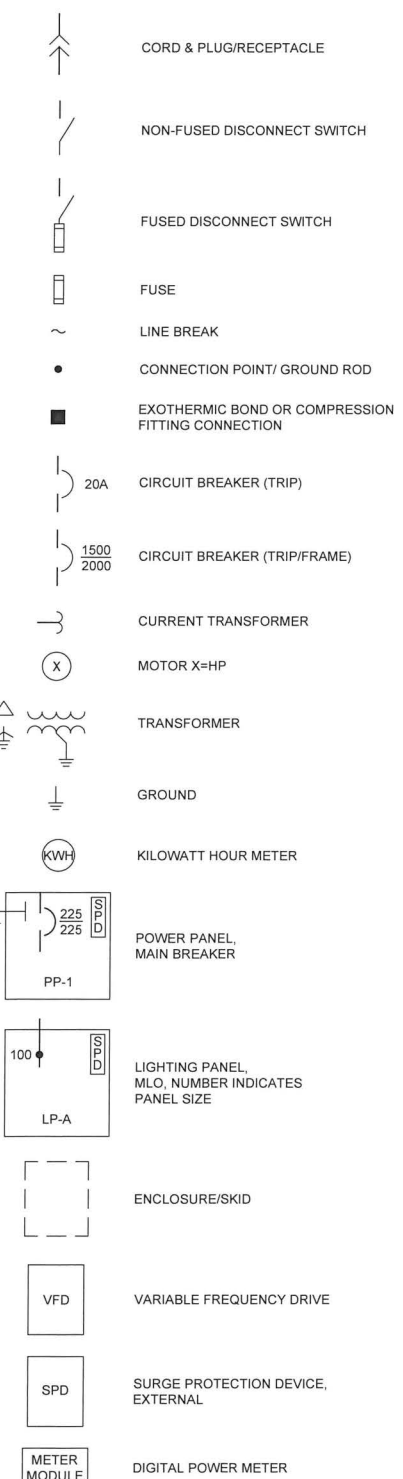 CORD & PLUG/RECEPTACLE
NON-FUSED DISCONNECT SWITCH
FUSED DISCONNECT SWITCH
FUSE
LINE BREAK
CONNECTION POINT/ GROUND ROD
EXOTHERMIC BOND OR COMPRESSION
FITTING CONNECTION
20A CIRCUIT BREAKER (TRIP)
1500
2000
CIRCUIT BREAKER (TRIP/FRAME)
CURRENT TRANSFORMER
X MOTOR X=HP
TRANSFORMER
GROUND
KWH KILOWATT HOUR METER
225
225
SPD
PP-1
POWER PANEL,
MAIN BREAKER
100
SPD
LP-A
LIGHTING PANEL,
MLO, NUMBER INDICATES
PANEL SIZE
ENCLOSURE/SKID
VFD VARIABLE FREQUENCY DRIVE
SPD
SURGE PROTECTION DEVICE,
EXTERNAL
METER
MODULE
DIGITAL POWER METER